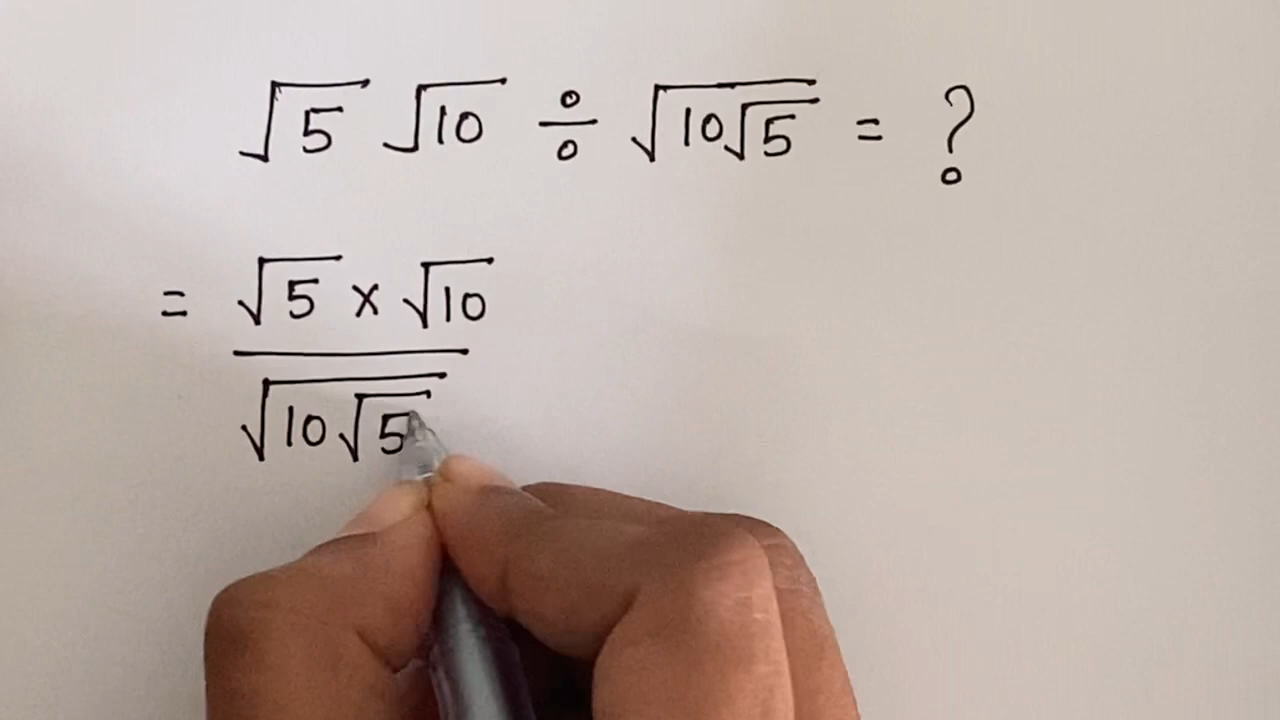 √5 √10 ÷ √(10√5) = ?
= (√5 × √10) / √(10√5)